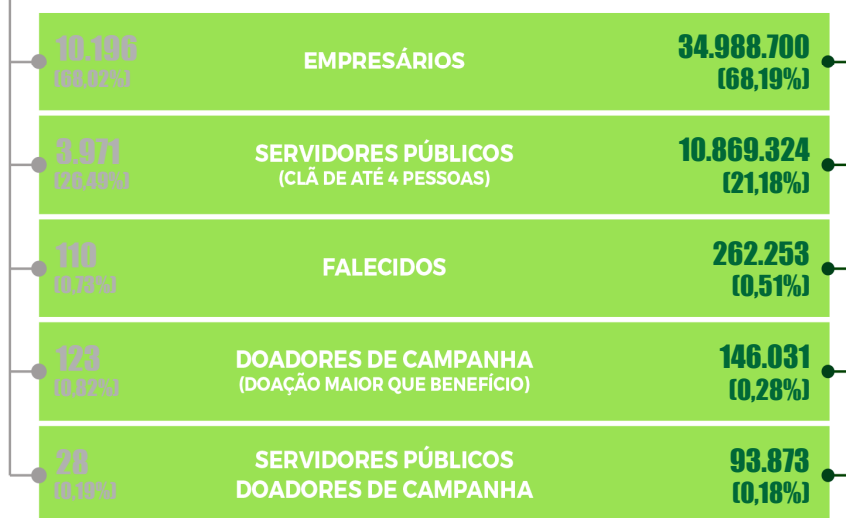 10.196
(68,02%)
EMPRESÁRIOS
34.988.700
(68,19%)
3.971
(26,49%)
SERVIDORES PÚBLICOS
(CLÃ DE ATÉ 4 PESSOAS)
10.869.324
(21,18%)
110
(0,73%)
FALECIDOS
262.253
(0,51%)
123
(0,82%)
DOADORES DE CAMPANHA
(DOAÇÃO MAIOR QUE BENEFÍCIO)
146.031
(0,28%)
28
(0,19%)
SERVIDORES PÚBLICOS
DOADORES DE CAMPANHA
93.873
(0,18%)